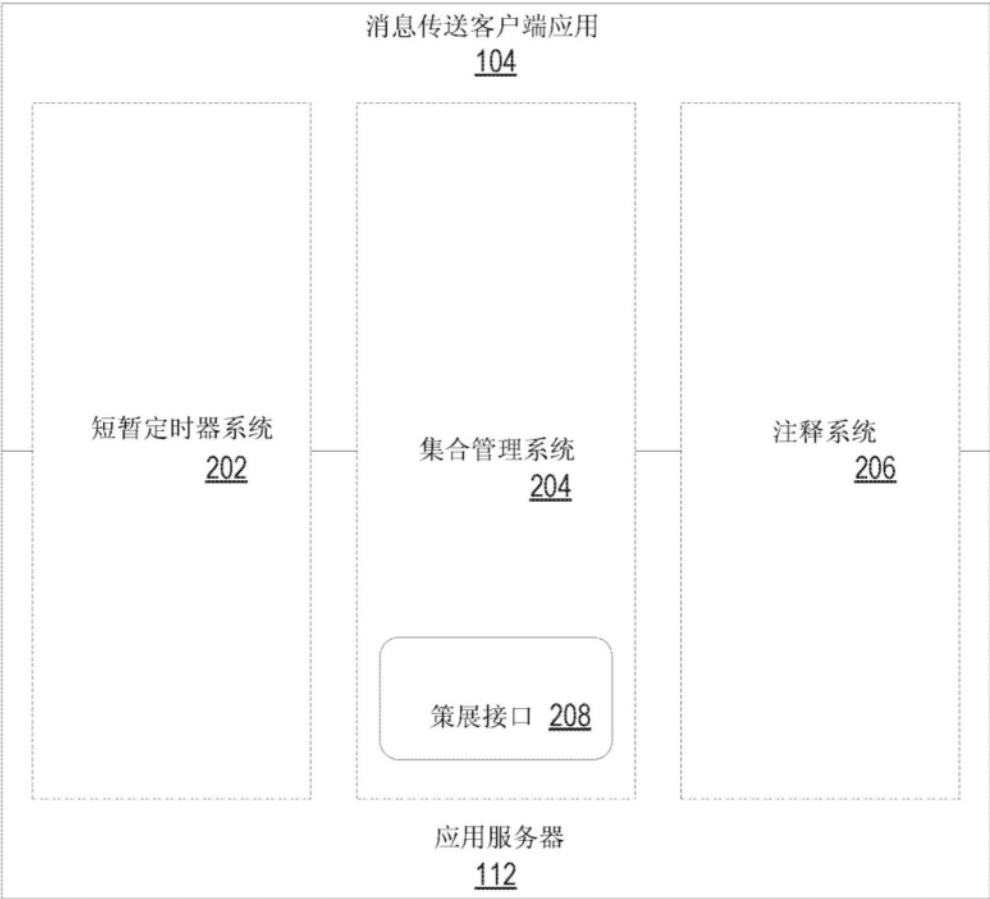 消息传送客户端应用
104
短暂定时器系统
202
集合管理系统
204
注释系统
206
策展接口 208
应用服务器
112